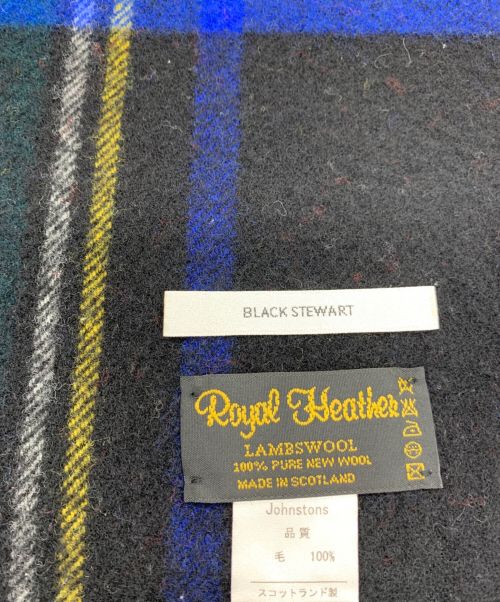 BLACK STEWART
Royal Heather
LAMBSWOOL
100% PURE NEW WOOL
MADE IN SCOTLAND
Johnstons
品質
毛 100%
スコットランド製